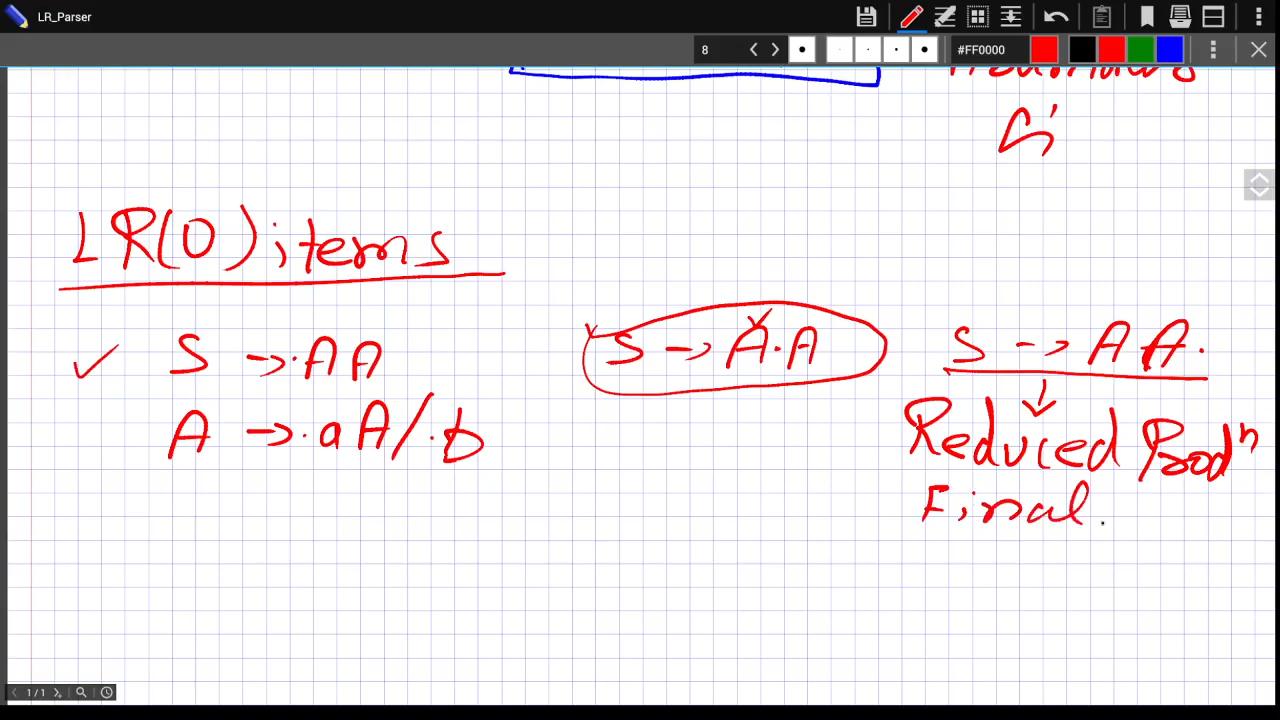 LR_Parser
8
#FF0000
LR(0) items
S → ·AA
S → A·A
S → AA·
A → ·aA/·b
Reduced Prodⁿ
Final
1/1